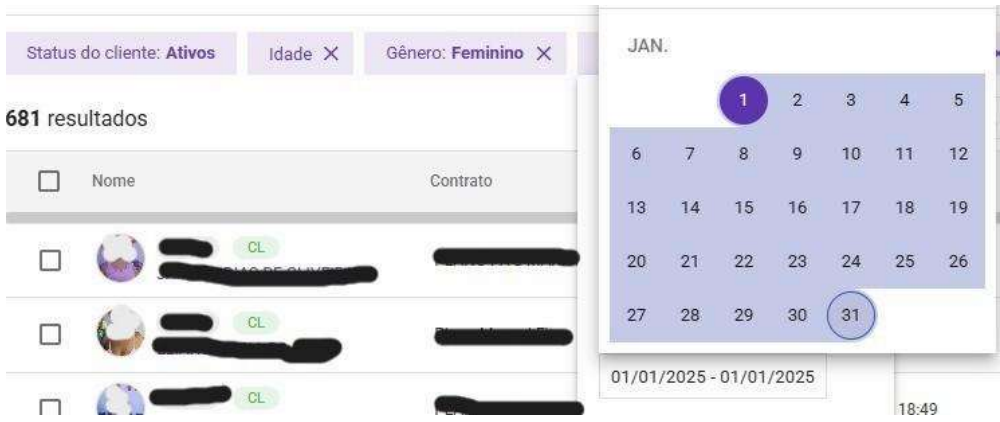 Status do cliente: Ativos
Idade
Gênero: Feminino
681 resultados
Nome
Contrato
CL
CL
CL
JAN.
1 2 3 4 5
6 7 8 9 10 11 12
13 14 15 16 17 18 19
20 21 22 23 24 25 26
27 28 29 30 31
01/01/2025 - 01/01/2025
18:49